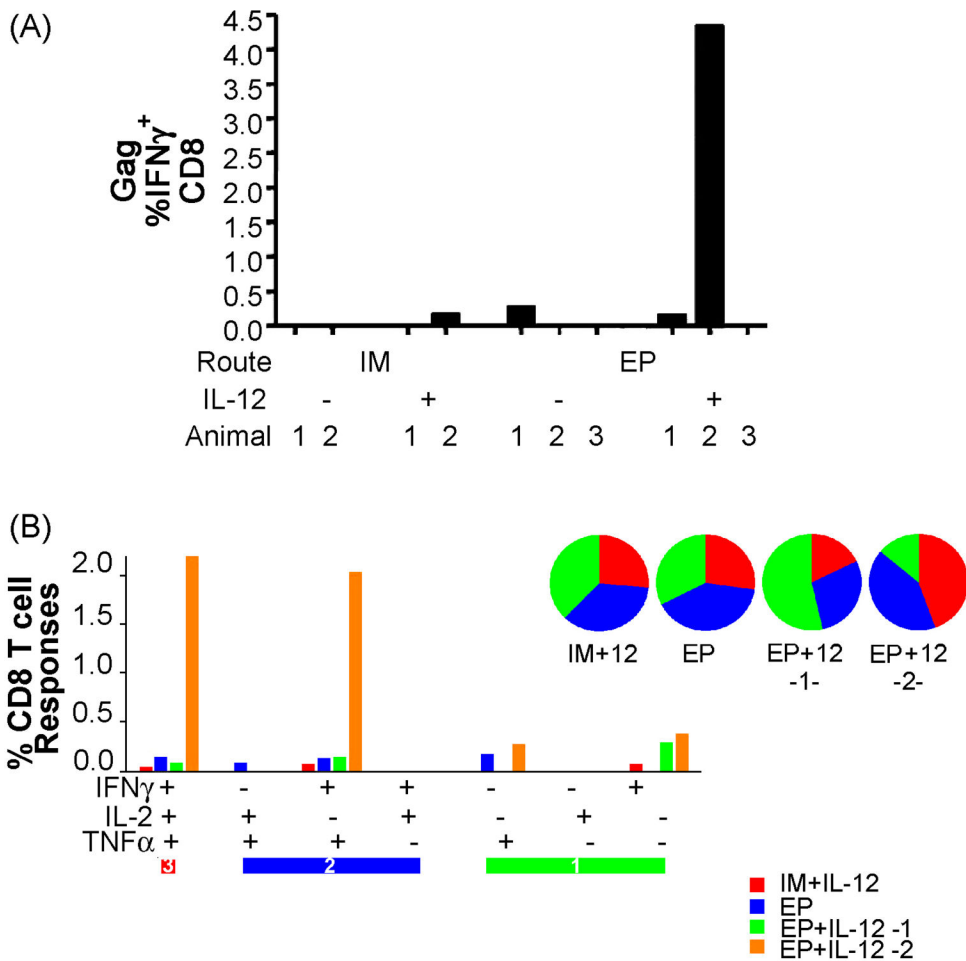 (A)
Gag
%IFNγ+
CD8
4.5
4.0
3.5
3.0
2.5
2.0
1.5
1.0
0.5
0.0
Route IM EP
IL-12 - + - +
Animal 1 2 1 2 1 2 3 1 2 3
(B)
% CD8 T cell
Responses
2.0
1.5
1.0
0.5
0.0
IM+12 EP EP+12 EP+12
-1- -2-
IFNγ + - + + - - +
IL-2 + + - + - + -
TNFα + + + - + - -
3 2 1
IM+IL-12
EP
EP+IL-12 -1
EP+IL-12 -2